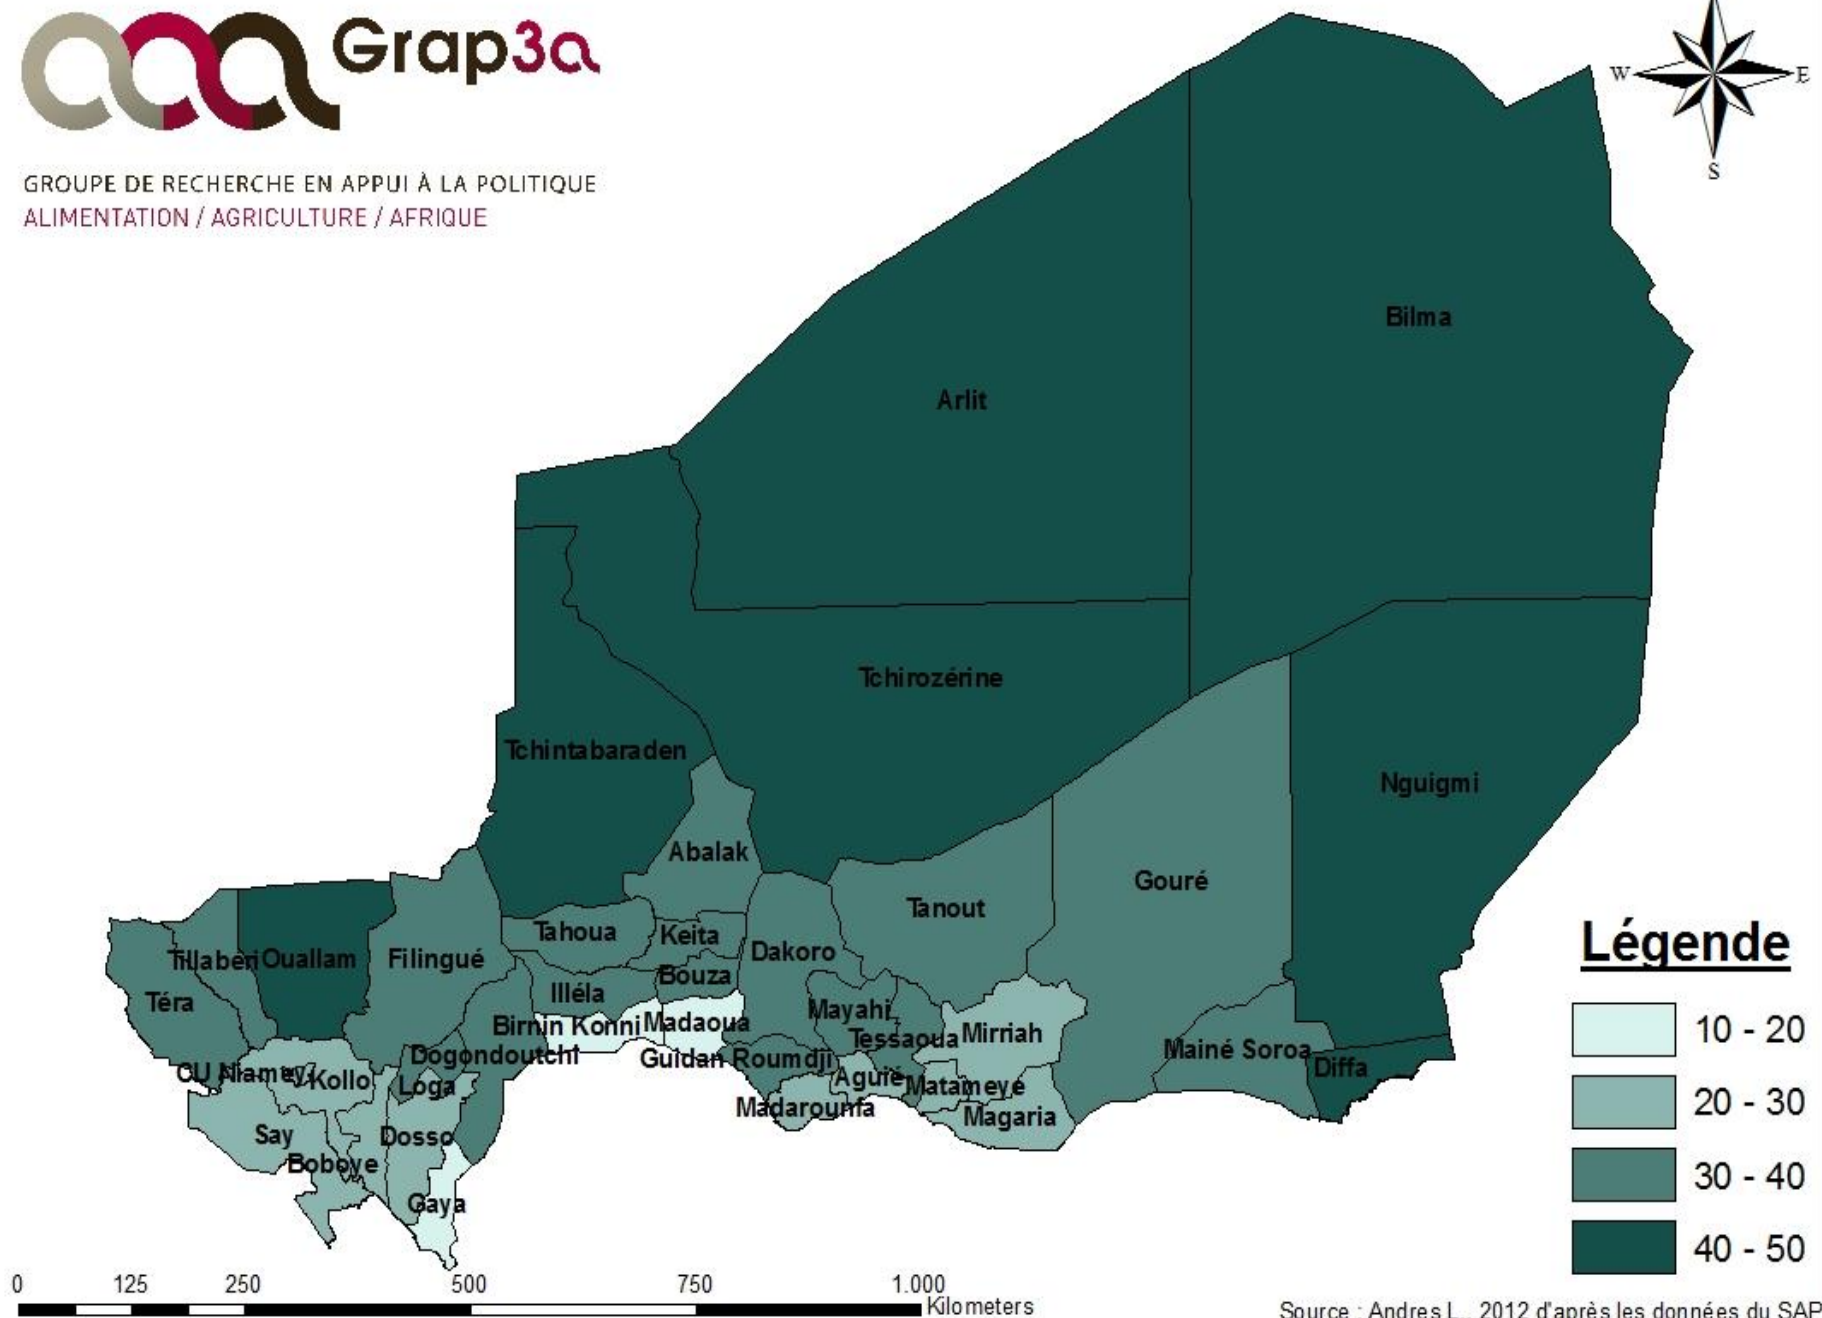 Grap3a
GROUPE DE RECHERCHE EN APPUI À LA POLITIQUE
ALIMENTATION / AGRICULTURE / AFRIQUE
W
E
S
Bilma
Arlit
Tchirozérine
Tchintabaraden
Nguigmi
Abalak
Gouré
Tanout
Tahoua
Keita
Dakoro
Filingué
Ouallam
Tillabéri
Téra
Bouza
Illéla
Mayahi
Birnin Konni
Madaoua
Tessaoua
Mirriah
Mainé Soroa
Diffa
Dogondoutchi
Guidan Roumdji
CU Niamey
Kollo
Loga
Aguié
Matameye
Madarounfa
Magaria
Say
Dosso
Boboye
Gaya
Légende
10 - 20
20 - 30
30 - 40
40 - 50
0 125 250 500 750 1.000
Kilometers
Source : Andres L., 2012 d'après les données du SAP